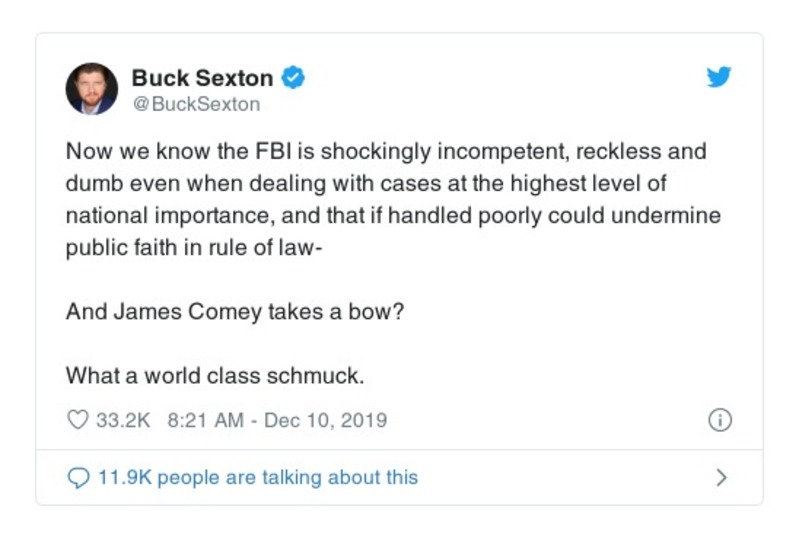 Buck Sexton
@BuckSexton
Now we know the FBI is shockingly incompetent, reckless and
dumb even when dealing with cases at the highest level of
national importance, and that if handled poorly could undermine
public faith in rule of law-
And James Comey takes a bow?
What a world class schmuck.
33.2K 8:21 AM - Dec 10, 2019
11.9K people are talking about this